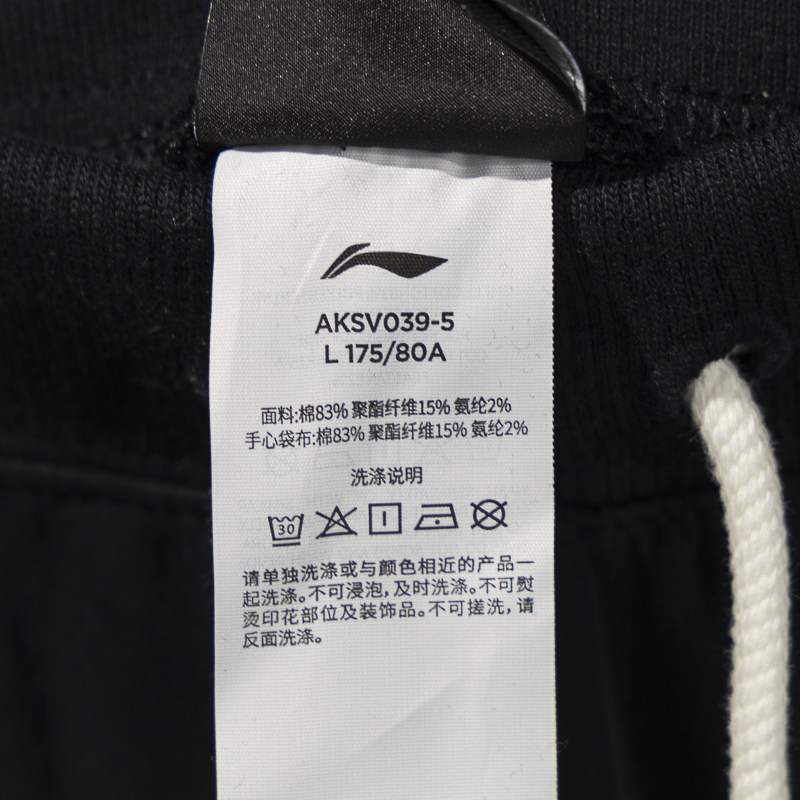 AKSV039-5
L 175/80A
面料:棉83% 聚酯纤维15% 氨纶2%
手心袋布:棉83% 聚酯纤维15% 氨纶2%
洗涤说明
30
请单独洗涤或与颜色相近的产品一
起洗涤。不可浸泡,及时洗涤。不可熨
烫印花部位及装饰品。不可搓洗,请
反面洗涤。